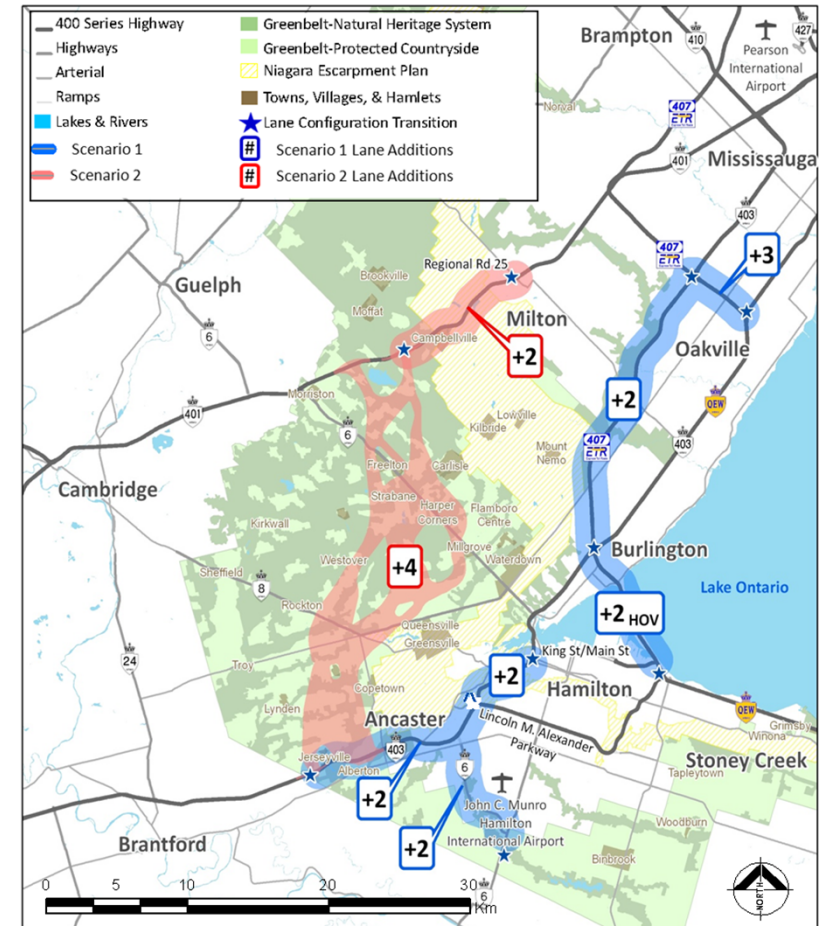 400 Series Highway
Highways
Arterial
Ramps
Lakes & Rivers
Scenario 1
Scenario 2
Greenbelt-Natural Heritage System
Greenbelt-Protected Countryside
Niagara Escarpment Plan
Towns, Villages, & Hamlets
Lane Configuration Transition
# Scenario 1 Lane Additions
# Scenario 2 Lane Additions
Brampton
410
427
Pearson
International
Airport
Norval
407
ETR
401
Mississauga
403
Regional Rd 25
407
ETR
+3
Brookville
Guelph
Moffat
Milton
Campbellville
+2
Oakville
6
Morriston
401
+2
QEW
Lowville
Kilbride
6
407
ETR
403
Mount
Nemo
Freelton
Carlisle
Cambridge
Strabane
Harper
Corners
Flamboro
Centre
Kirkwall
Millgrove
Burlington
Westover
+4
Waterdown
Sheffield
8
Lake Ontario
Rockton
+2 HOV
Queensville
Greensville
24
King St/Main St
Troy
+2
Copetown
Hamilton
Lynden
QEW
Ancaster
Lincoln M. Alexander
Parkway
Grimsby
Winona
403
Jerseyville
Alberton
Stoney Creek
6
Tapleytown
+2
John C. Munro
Hamilton
International Airport
Woodburn
+2
Brantford
Binbrook
0 5 10 20 30
Km
6
NORTH